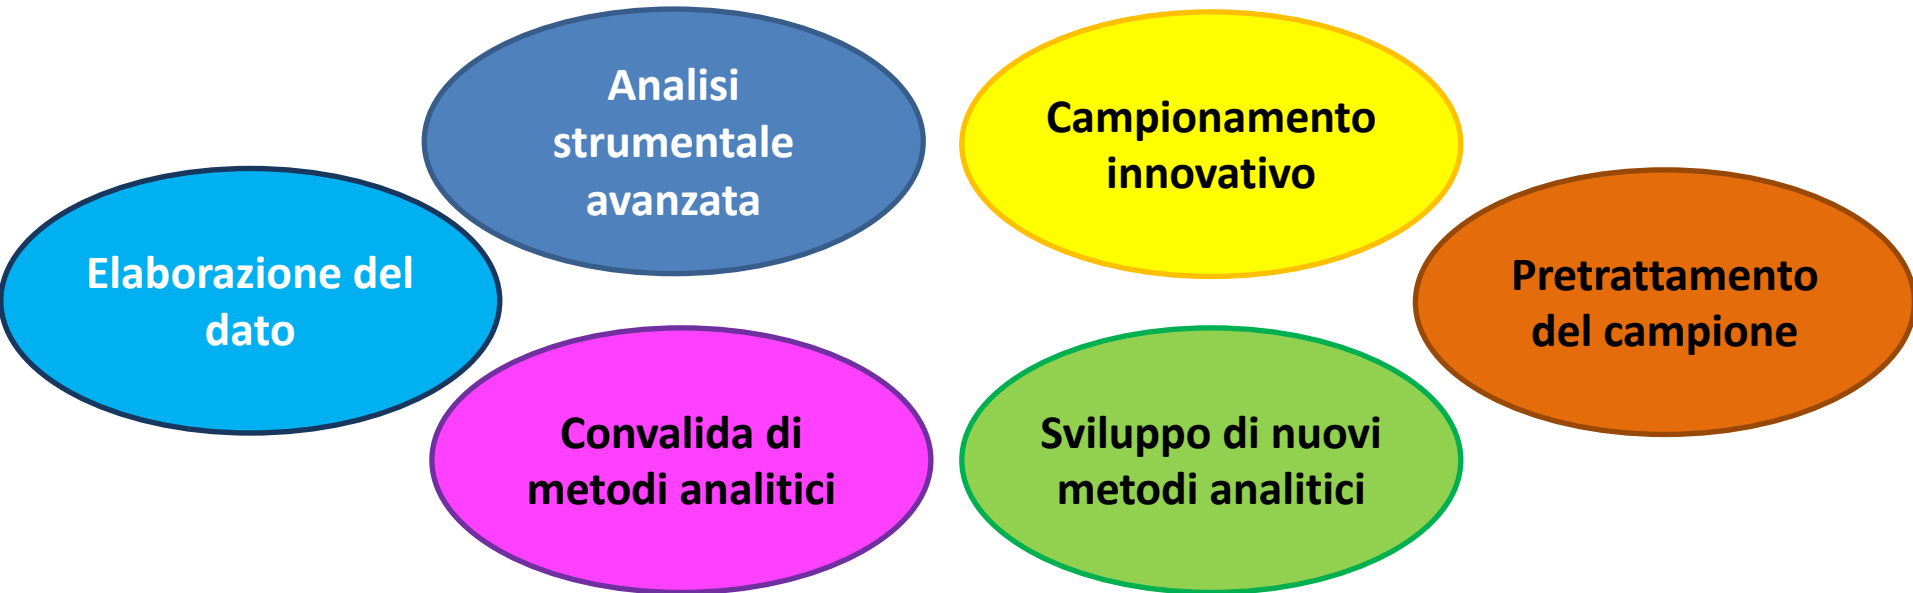 Analisi
strumentale
avanzata
Campionamento
innovativo
Elaborazione del
dato
Pretrattamento
del campione
Convalida di
metodi analitici
Sviluppo di nuovi
metodi analitici